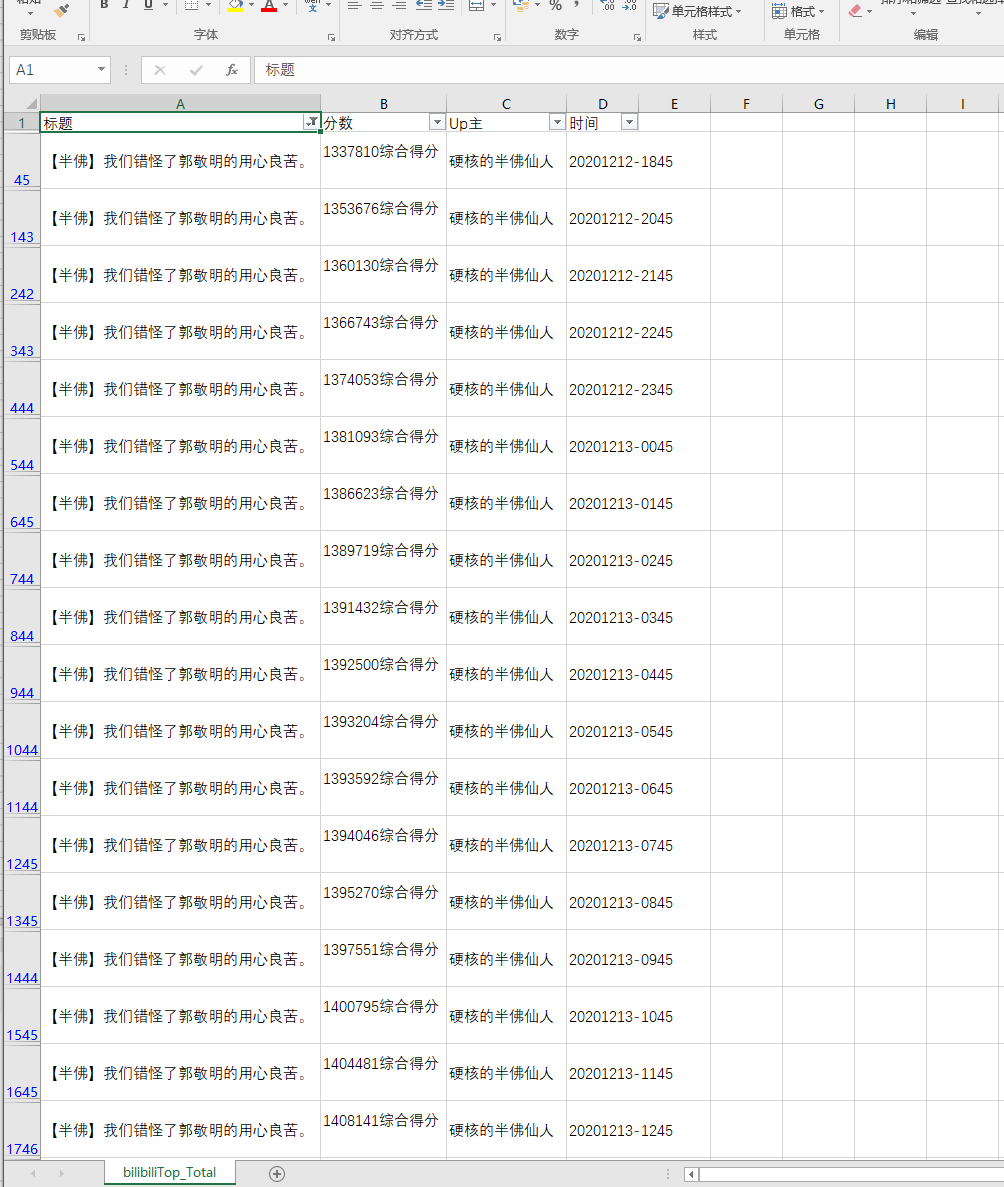 B I U wén 变 A % , .00 .0 .00
单元格样式 格式
剪贴板 字体 对齐方式 数字 样式 单元格 编辑
A1 fx 标题
A B C D E F G H I
1 标题 分数 Up主 时间
45 【半佛】我们错怪了郭敬明的用心良苦。 1337810综合得分 硬核的半佛仙人 20201212-1845
143 【半佛】我们错怪了郭敬明的用心良苦。 1353676综合得分 硬核的半佛仙人 20201212-2045
242 【半佛】我们错怪了郭敬明的用心良苦。 1360130综合得分 硬核的半佛仙人 20201212-2145
343 【半佛】我们错怪了郭敬明的用心良苦。 1366743综合得分 硬核的半佛仙人 20201212-2245
444 【半佛】我们错怪了郭敬明的用心良苦。 1374053综合得分 硬核的半佛仙人 20201212-2345
544 【半佛】我们错怪了郭敬明的用心良苦。 1381093综合得分 硬核的半佛仙人 20201213-0045
645 【半佛】我们错怪了郭敬明的用心良苦。 1386623综合得分 硬核的半佛仙人 20201213-0145
744 【半佛】我们错怪了郭敬明的用心良苦。 1389719综合得分 硬核的半佛仙人 20201213-0245
844 【半佛】我们错怪了郭敬明的用心良苦。 1391432综合得分 硬核的半佛仙人 20201213-0345
944 【半佛】我们错怪了郭敬明的用心良苦。 1392500综合得分 硬核的半佛仙人 20201213-0445
1044 【半佛】我们错怪了郭敬明的用心良苦。 1393204综合得分 硬核的半佛仙人 20201213-0545
1144 【半佛】我们错怪了郭敬明的用心良苦。 1393592综合得分 硬核的半佛仙人 20201213-0645
1245 【半佛】我们错怪了郭敬明的用心良苦。 1394046综合得分 硬核的半佛仙人 20201213-0745
1345 【半佛】我们错怪了郭敬明的用心良苦。 1395270综合得分 硬核的半佛仙人 20201213-0845
1444 【半佛】我们错怪了郭敬明的用心良苦。 1397551综合得分 硬核的半佛仙人 20201213-0945
1545 【半佛】我们错怪了郭敬明的用心良苦。 1400795综合得分 硬核的半佛仙人 20201213-1045
1645 【半佛】我们错怪了郭敬明的用心良苦。 1404481综合得分 硬核的半佛仙人 20201213-1145
1746 【半佛】我们错怪了郭敬明的用心良苦。 1408141综合得分 硬核的半佛仙人 20201213-1245
bilibiliTop_Total